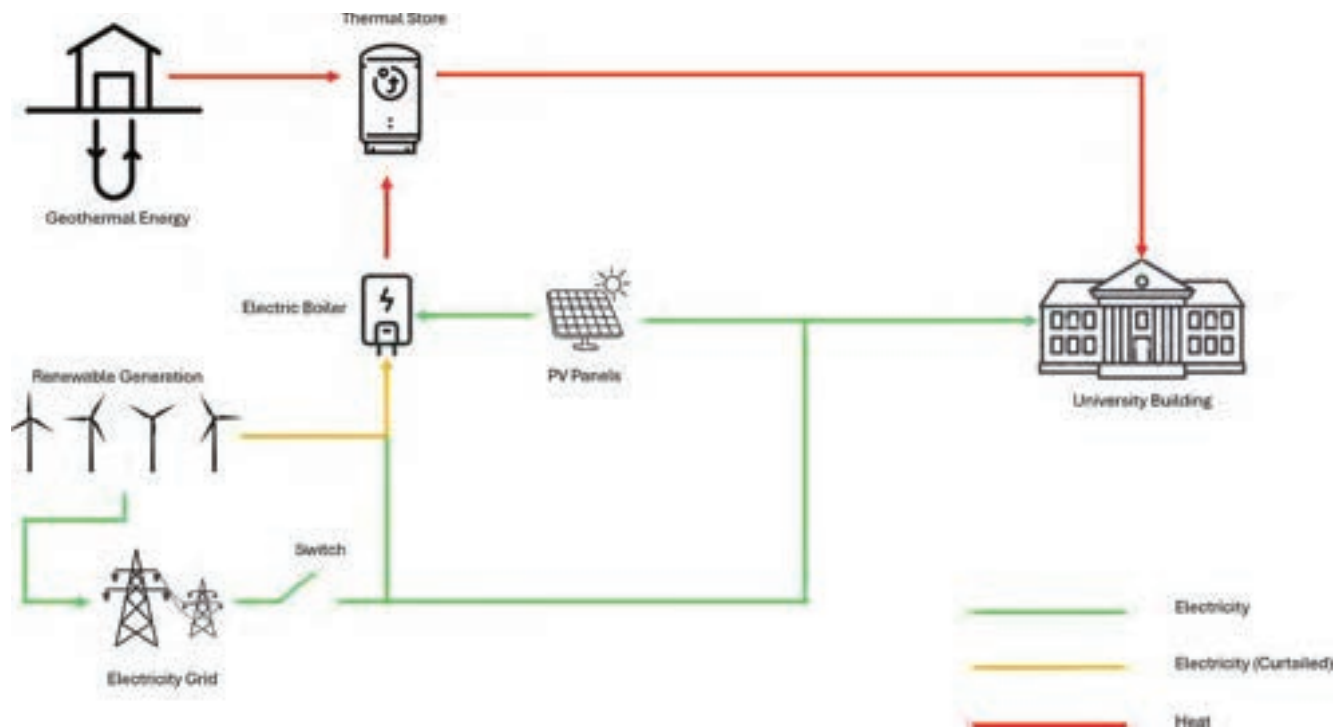 Thermal Store
Geothermal Energy
Electric Boiler
PV Panels
Renewable Generation
University Building
Switch
Electricity Grid
Electricity
Electricity (Curtailed)
Heat